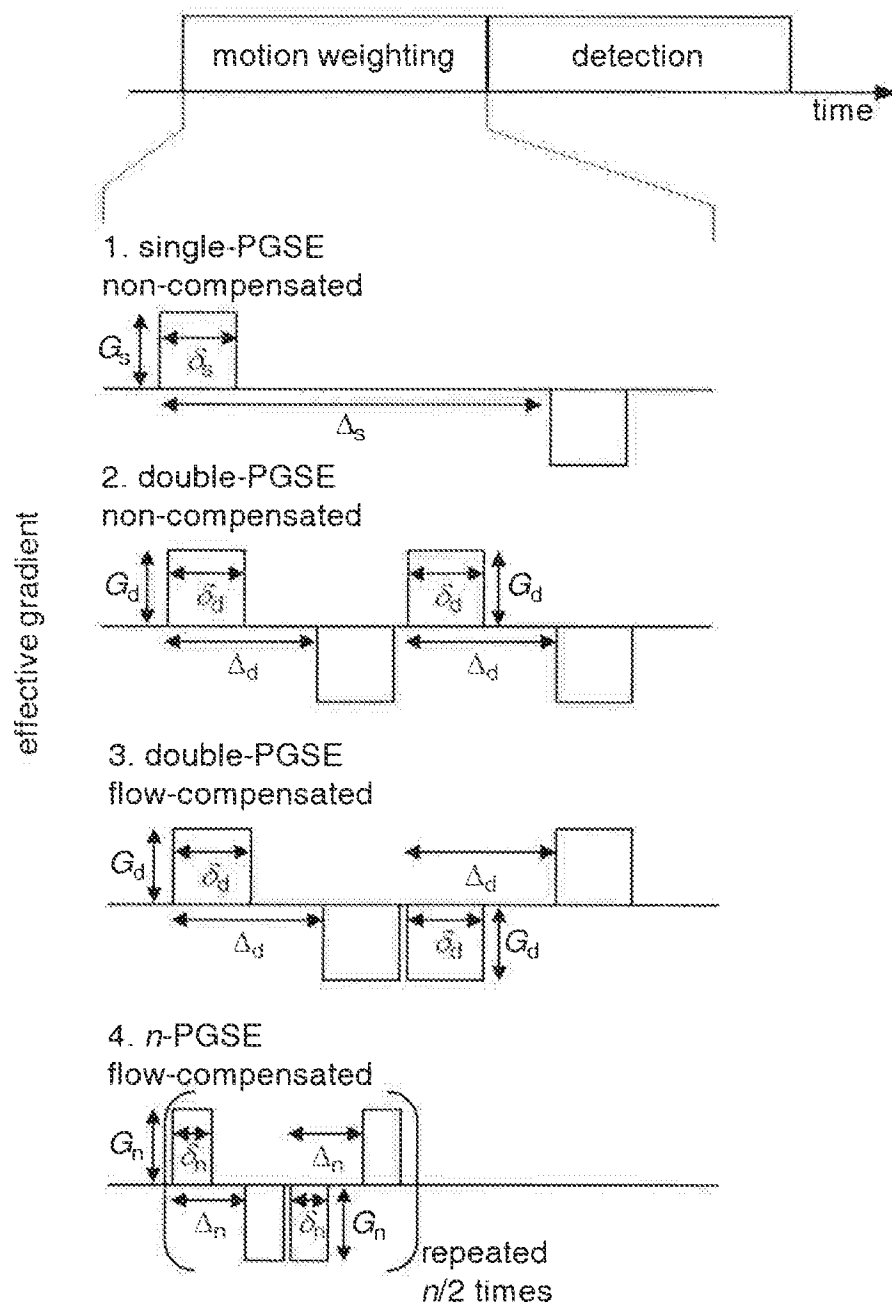 motion weighting
detection
time
effective gradient
1. single-PGSE
non-compensated
Gs
δs
Δs
2. double-PGSE
non-compensated
Gd
δd
δd
Gd
Δd
Δd
3. double-PGSE
flow-compensated
Gd
δd
Δd
Δd
δd
Gd
4. n-PGSE
flow-compensated
Gn
δn
Δn
Δn
δn
Gn
repeated
n/2 times